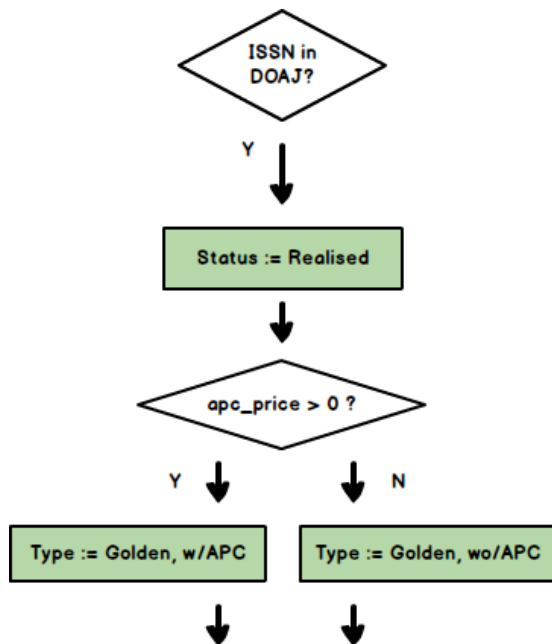 ISSN in
DOAJ?
Y
Status := Realised
apc_price > 0 ?
Y
N
Type := Golden, w/APC
Type := Golden, wo/APC